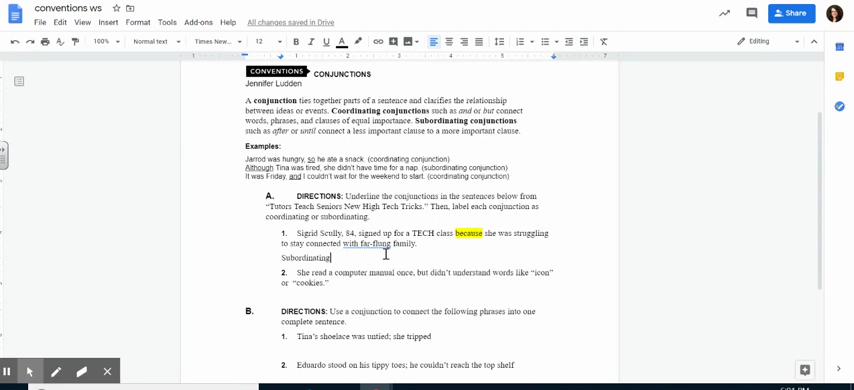 conventions ws
File Edit View Insert Format Tools Add-ons Help All changes saved in Drive
Share
100% Normal text Times New... 12 B I U A Editing
1 1 2 3 4 5 6 7
CONVENTIONS CONJUNCTIONS
Jennifer Ludden
A conjunction ties together parts of a sentence and clarifies the relationship
between ideas or events. Coordinating conjunctions such as and or but connect
words, phrases, and clauses of equal importance. Subordinating conjunctions
such as after or until connect a less important clause to a more important clause.
Examples:
Jarrod was hungry, so he ate a snack. (coordinating conjunction)
Although Tina was tired, she didn't have time for a nap. (subordinating conjunction)
It was Friday, and I couldn't wait for the weekend to start. (coordinating conjunction)
A. DIRECTIONS: Underline the conjunctions in the sentences below from
"Tutors Teach Seniors New High Tech Tricks." Then, label each conjunction as
coordinating or subordinating.
1. Sigrid Scully, 84, signed up for a TECH class because she was struggling
to stay connected with far-flung family.
Subordinating
2. She read a computer manual once, but didn't understand words like "icon"
or "cookies."
B. DIRECTIONS: Use a conjunction to connect the following phrases into one
complete sentence.
1. Tina's shoelace was untied; she tripped
2. Eduardo stood on his tippy toes; he couldn't reach the top shelf